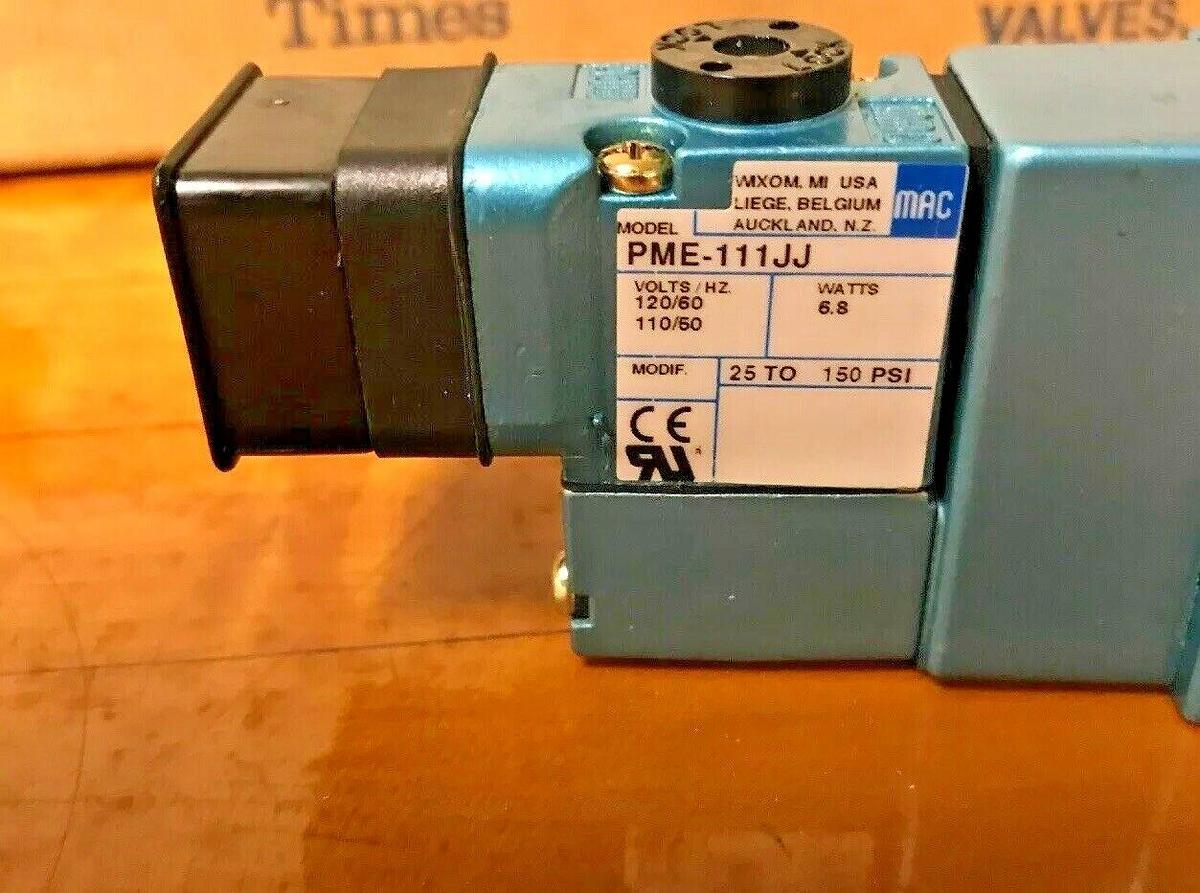 Times
VALVES,
LOCK
WIXOM, MI USA
LIEGE, BELGIUM
AUCKLAND, N.Z.
MAC
MODEL
PME-111JJ
VOLTS / HZ.
120/60
110/50
WATTS
6.8
MODIF.
25 TO 150 PSI
CE